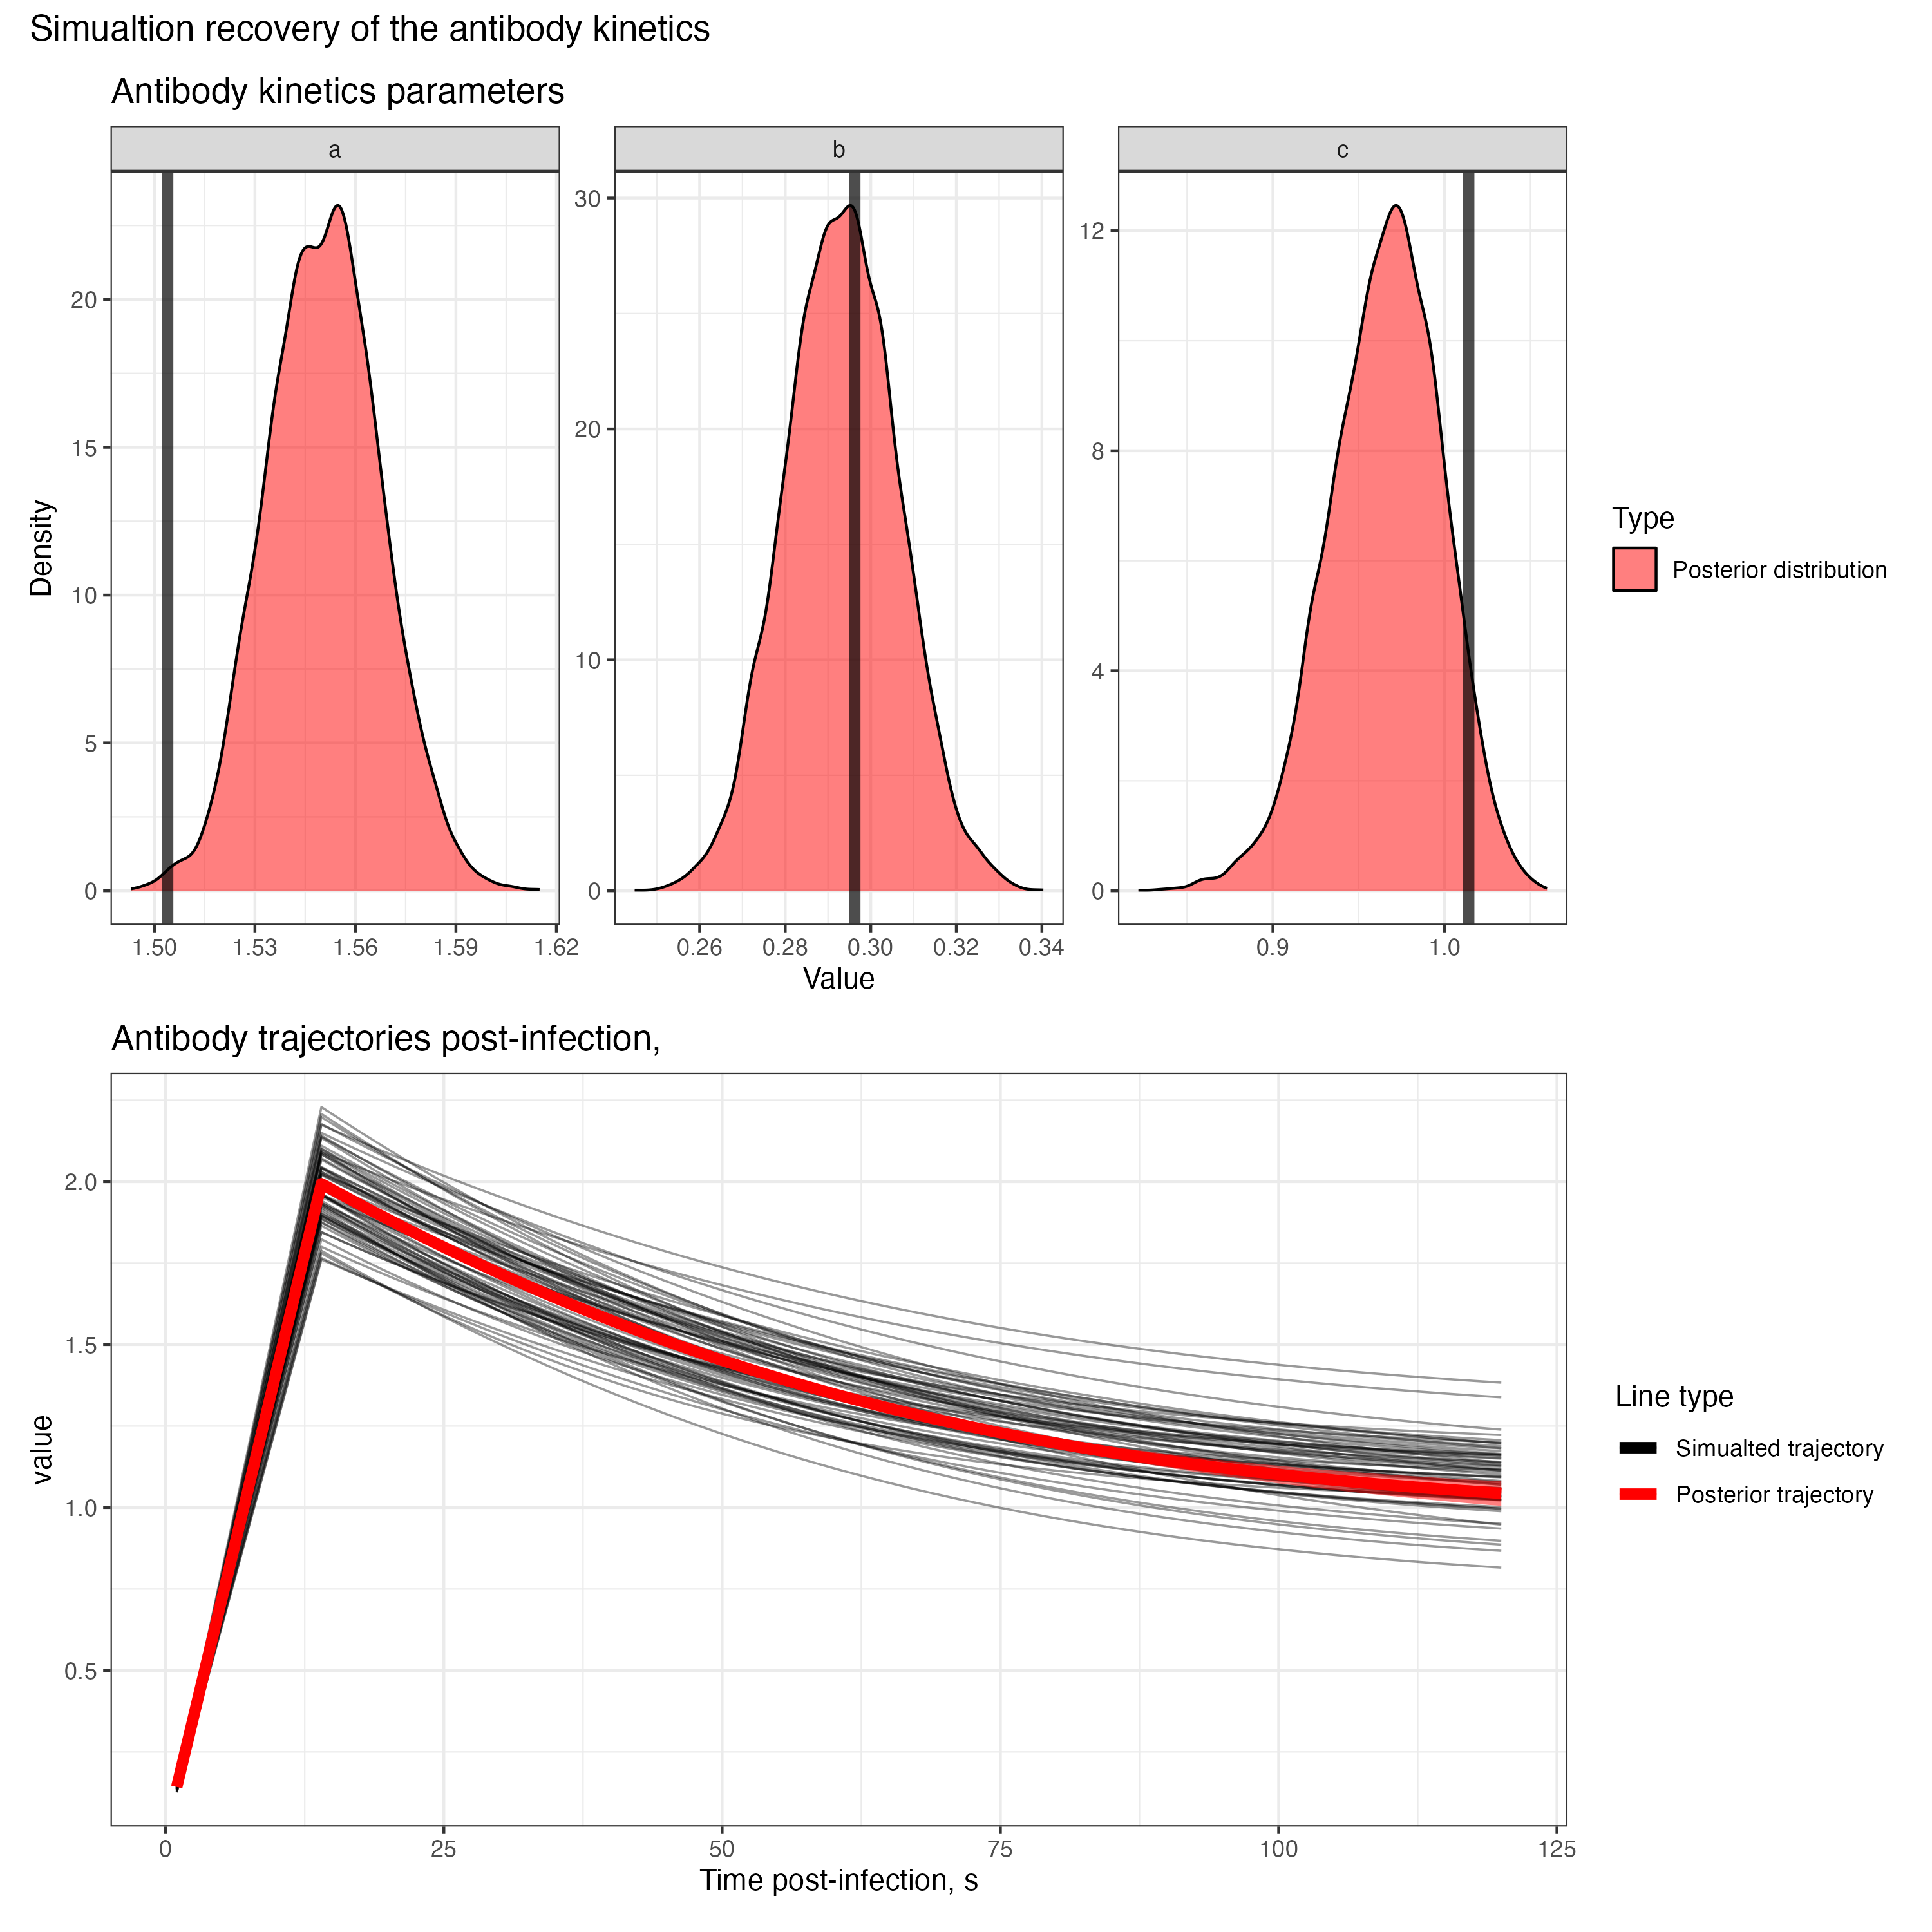 Simualtion recovery of the antibody kinetics
Antibody kinetics parameters
a
b
c
Density
0
5
10
15
20
0
10
20
30
0
4
8
12
1.50 1.53 1.56 1.59 1.62
0.26 0.28 0.30 0.32 0.34
0.9 1.0
Value
Type
Posterior distribution
Antibody trajectories post-infection,
value
2.0
1.5
1.0
0.5
0 25 50 75 100 125
Time post-infection, s
Line type
Simualted trajectory
Posterior trajectory